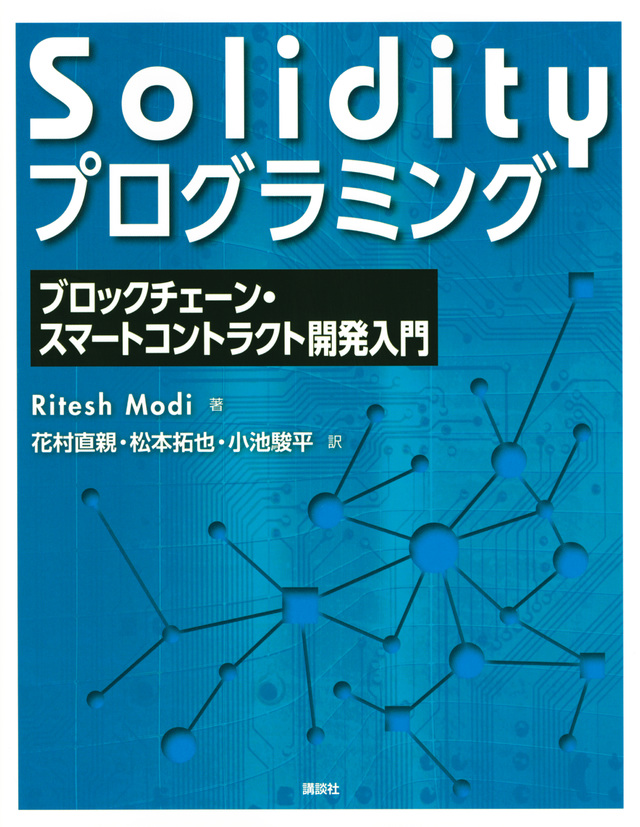 Solidity
プログラミング
ブロックチェーン・
スマートコントラクト開発入門
Ritesh Modi 著
花村直親・松本拓也・小池駿平 訳
講談社